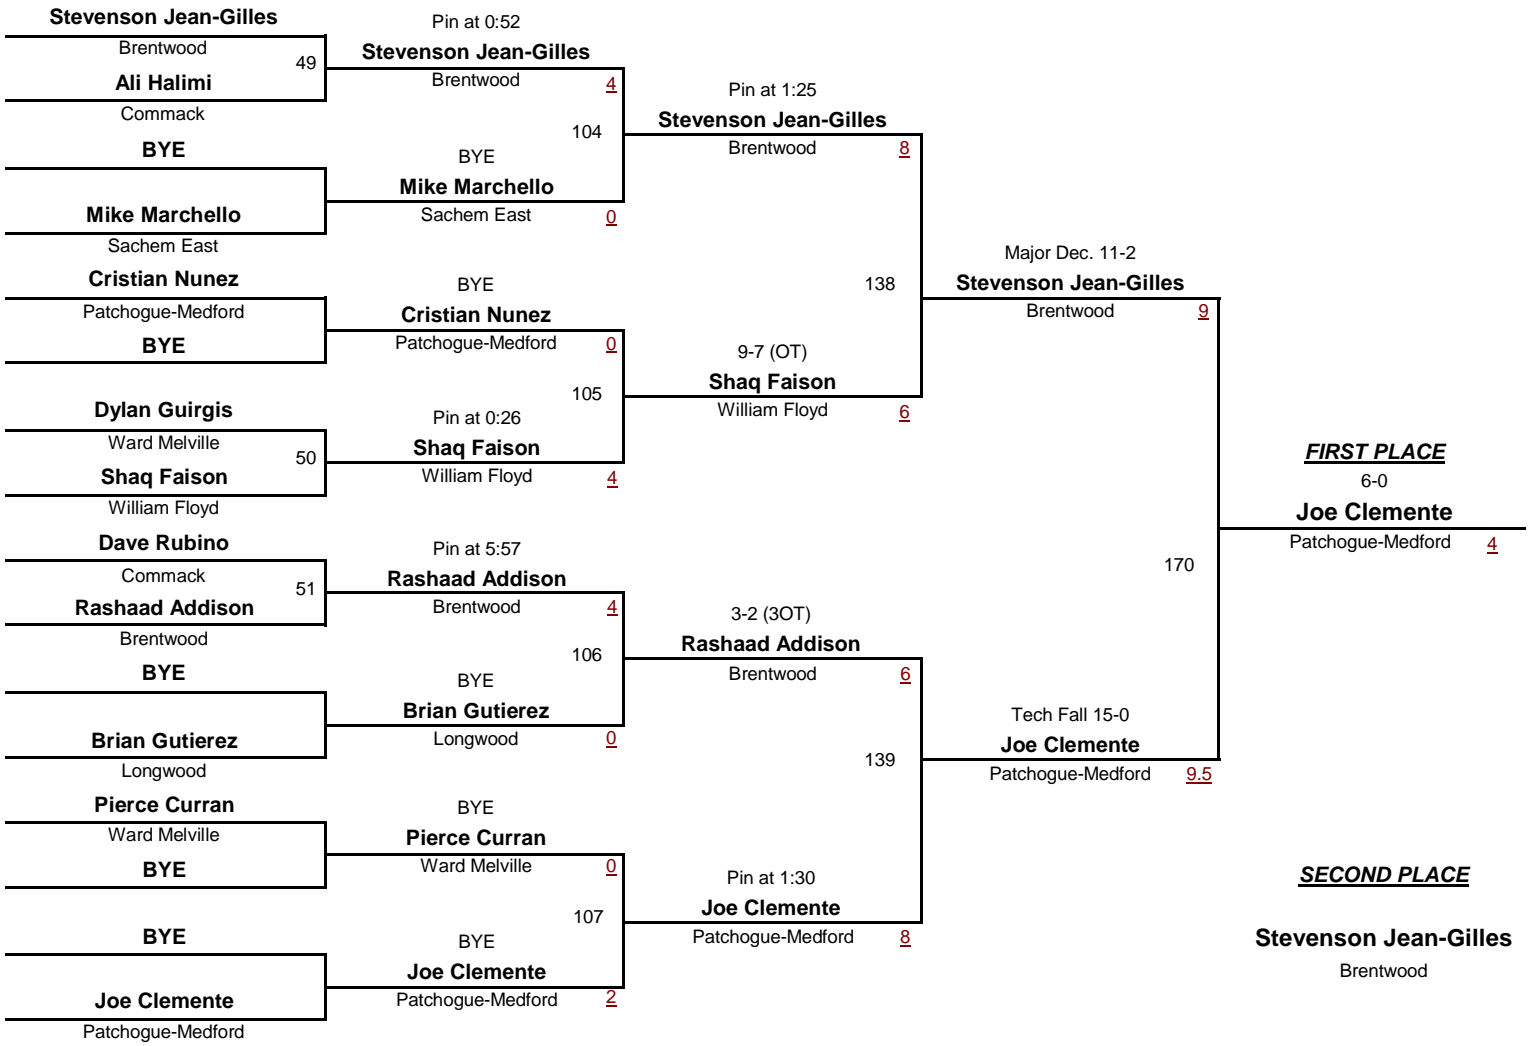 Stevenson Jean-Gilles
Brentwood
49
Ali Halimi
Commack
BYE
Mike Marchello
Sachem East
Cristian Nunez
Patchogue-Medford
BYE
Dylan Guirgis
Ward Melville
50
Shaq Faison
William Floyd
Dave Rubino
Commack
51
Rashaad Addison
Brentwood
BYE
Brian Gutierez
Longwood
Pierce Curran
Ward Melville
BYE
BYE
Joe Clemente
Patchogue-Medford
Pin at 0:52
Stevenson Jean-Gilles
Brentwood 4
104
BYE
Mike Marchello
Sachem East 0
BYE
Cristian Nunez
Patchogue-Medford 0
105
Pin at 0:26
Shaq Faison
William Floyd 4
Pin at 5:57
Rashaad Addison
Brentwood 4
106
BYE
Brian Gutierez
Longwood 0
BYE
Pierce Curran
Ward Melville 0
107
BYE
Joe Clemente
Patchogue-Medford 2
Pin at 1:25
Stevenson Jean-Gilles
Brentwood 8
138
9-7 (OT)
Shaq Faison
William Floyd 6
3-2 (3OT)
Rashaad Addison
Brentwood 6
139
Pin at 1:30
Joe Clemente
Patchogue-Medford 8
Major Dec. 11-2
Stevenson Jean-Gilles
Brentwood 9
170
Tech Fall 15-0
Joe Clemente
Patchogue-Medford 9.5
FIRST PLACE
6-0
Joe Clemente
Patchogue-Medford 4
SECOND PLACE
Stevenson Jean-Gilles
Brentwood